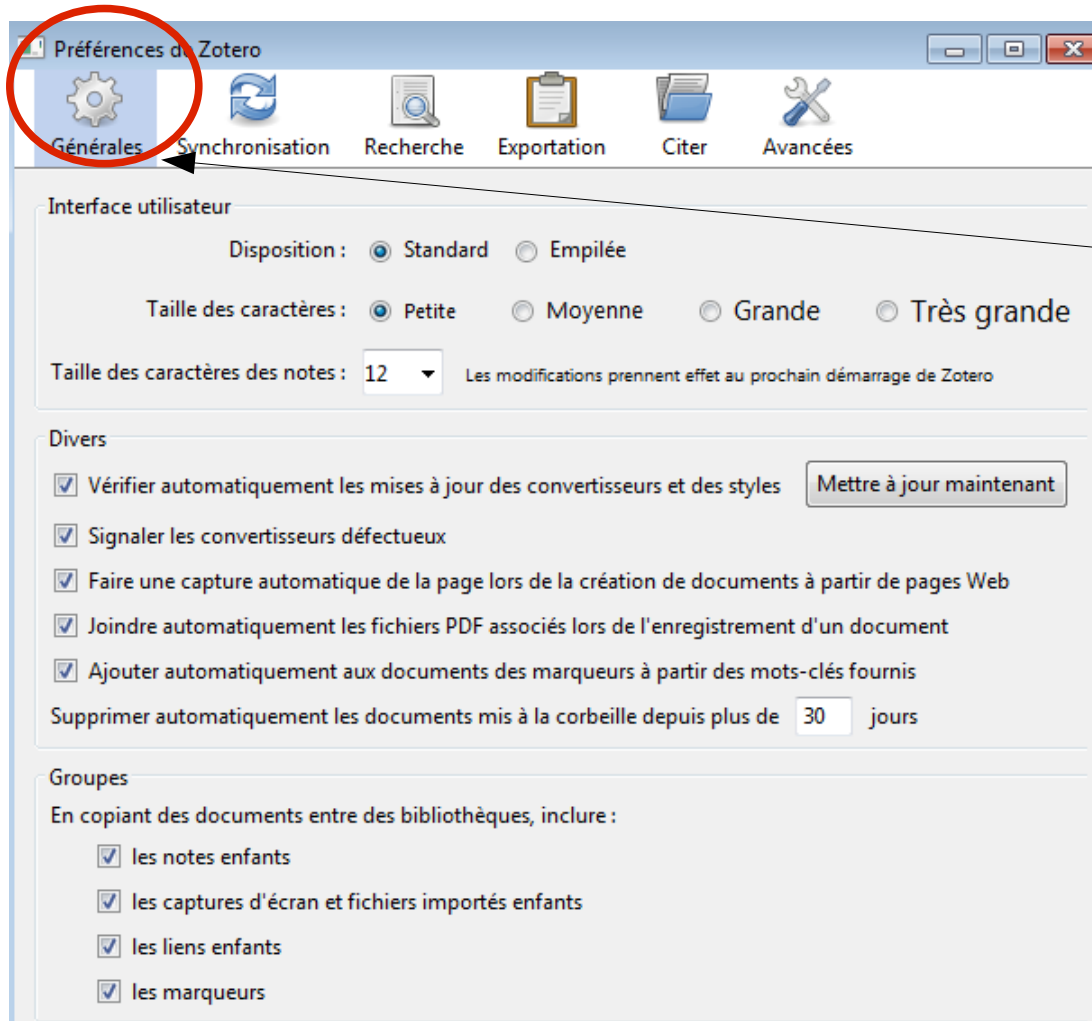 Préférences de Zotero
Générales Synchronisation Recherche Exportation Citer Avancées
Interface utilisateur
Disposition : Standard Empilée
Taille des caractères : Petite Moyenne Grande Très grande
Taille des caractères des notes : 12 Les modifications prennent effet au prochain démarrage de Zotero
Divers
Vérifier automatiquement les mises à jour des convertisseurs et des styles Mettre à jour maintenant
Signaler les convertisseurs défectueux
Faire une capture automatique de la page lors de la création de documents à partir de pages Web
Joindre automatiquement les fichiers PDF associés lors de l'enregistrement d'un document
Ajouter automatiquement aux documents des marqueurs à partir des mots-clés fournis
Supprimer automatiquement les documents mis à la corbeille depuis plus de 30 jours
Groupes
En copiant des documents entre des bibliothèques, inclure :
les notes enfants
les captures d'écran et fichiers importés enfants
les liens enfants
les marqueurs